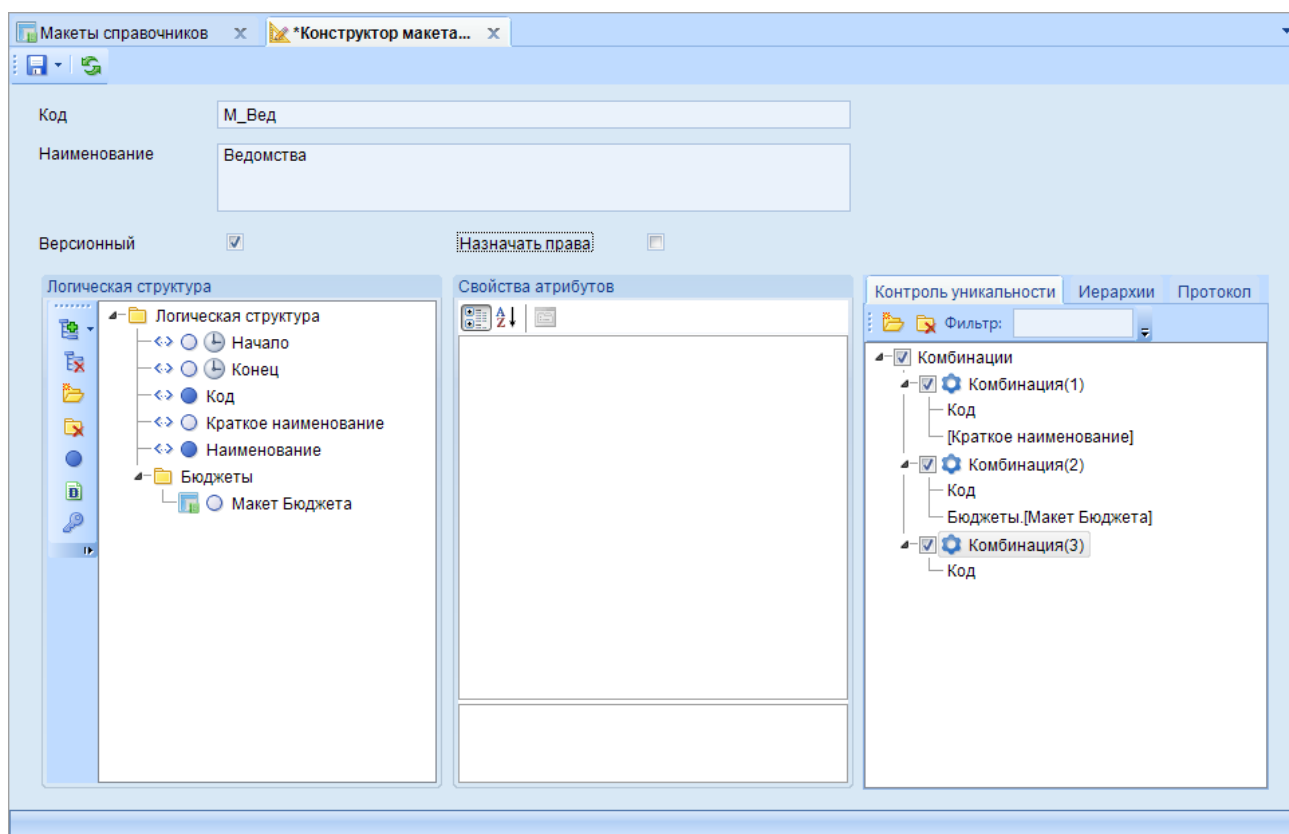 Макеты справочников x *Конструктор макета... x
Код М_Вед
Наименование Ведомства
Версионный Назначать права
Логическая структура
Логическая структура
Начало
Конец
Код
Краткое наименование
Наименование
Бюджеты
Макет Бюджета
Свойства атрибутов
Контроль уникальности Иерархии Протокол
Фильтр:
Комбинации
Комбинация(1)
Код
[Краткое наименование]
Комбинация(2)
Код
Бюджеты.[Макет Бюджета]
Комбинация(3)
Код